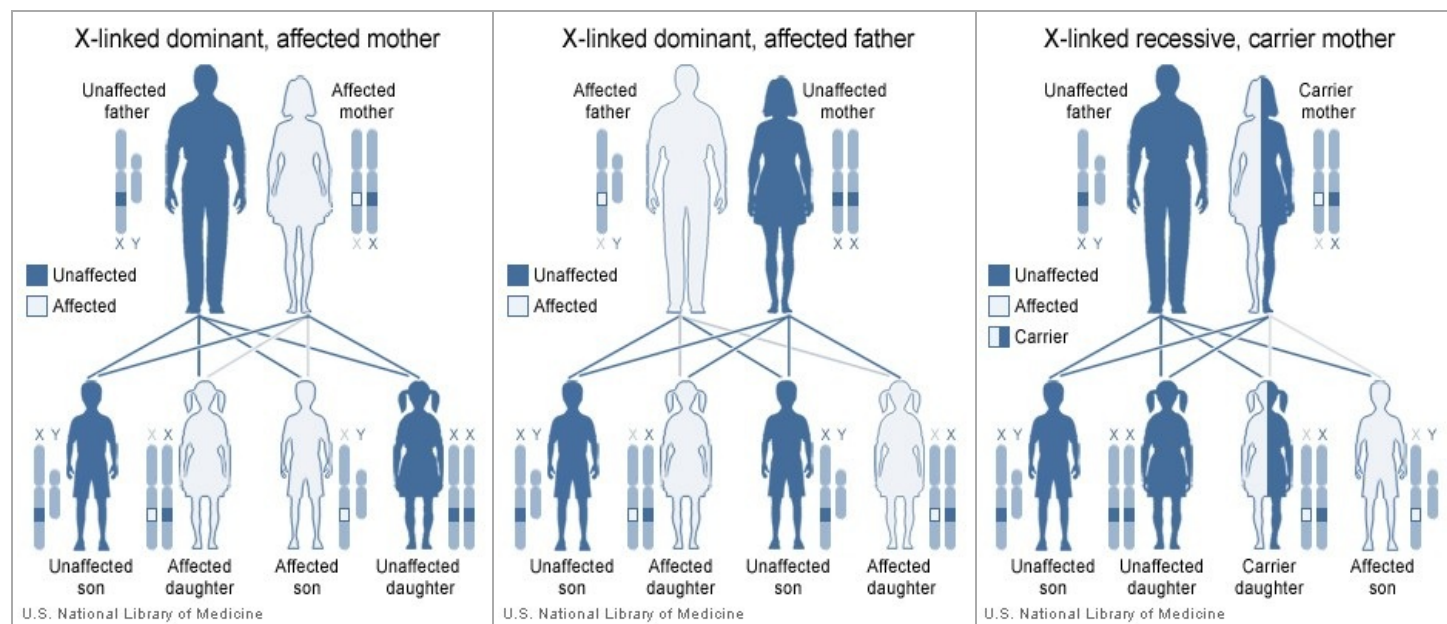 X-linked dominant, affected mother
Unaffected
father
Affected
mother
X Y
X X
Unaffected
Affected
X Y
X X
X Y
X X
Unaffected
son
Affected
daughter
Affected
son
Unaffected
daughter
U.S. National Library of Medicine
X-linked dominant, affected father
Affected
father
Unaffected
mother
X Y
X X
Unaffected
Affected
X Y
X X
X Y
X X
Unaffected
son
Affected
daughter
Unaffected
son
Affected
daughter
U.S. National Library of Medicine
X-linked recessive, carrier mother
Unaffected
father
Carrier
mother
X Y
X X
Unaffected
Affected
Carrier
X Y
X X
X X
X Y
Unaffected
son
Unaffected
daughter
Carrier
daughter
Affected
son
U.S. National Library of Medicine